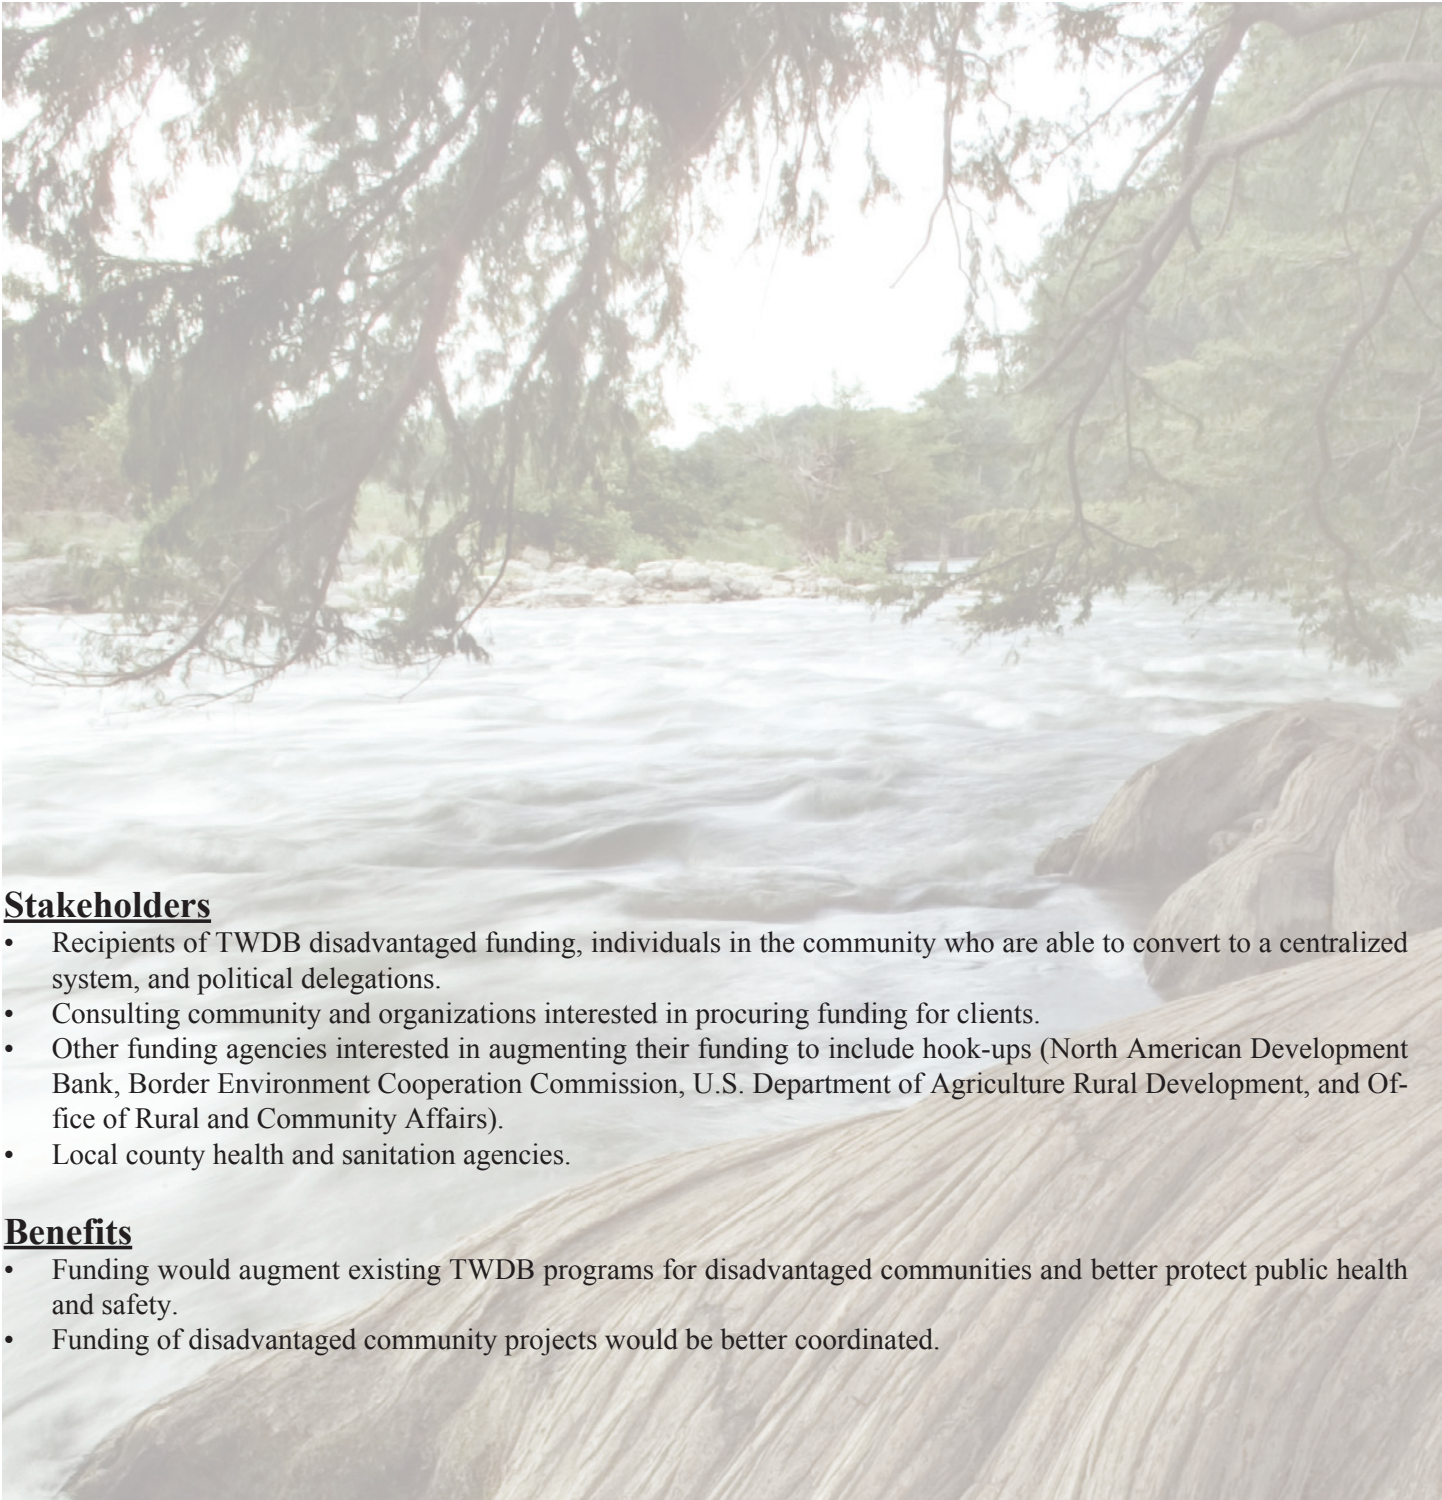 Stakeholders
• Recipients of TWDB disadvantaged funding, individuals in the community who are able to convert to a centralized
system, and political delegations.
• Consulting community and organizations interested in procuring funding for clients.
• Other funding agencies interested in augmenting their funding to include hook-ups (North American Development
Bank, Border Environment Cooperation Commission, U.S. Department of Agriculture Rural Development, and Of-
fice of Rural and Community Affairs).
• Local county health and sanitation agencies.
Benefits
• Funding would augment existing TWDB programs for disadvantaged communities and better protect public health
and safety.
• Funding of disadvantaged community projects would be better coordinated.